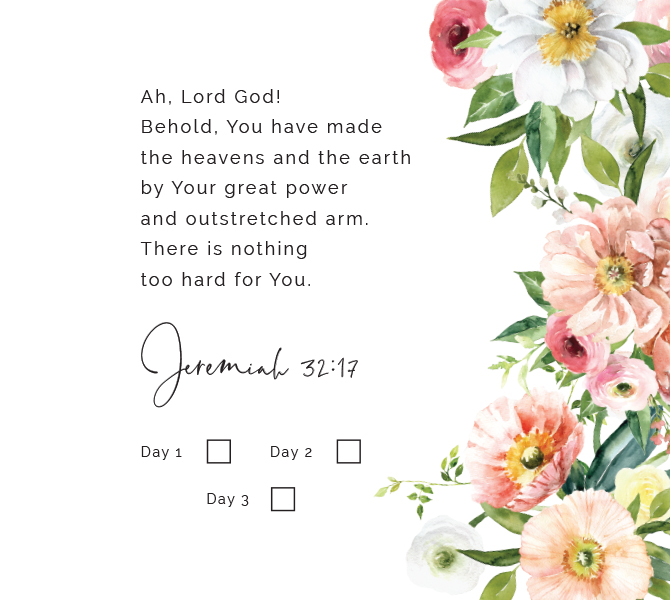 Ah, Lord God!
Behold, You have made
the heavens and the earth
by Your great power
and outstretched arm.
There is nothing
too hard for You.
Jeremiah 32:17
Day 1 Day 2
Day 3